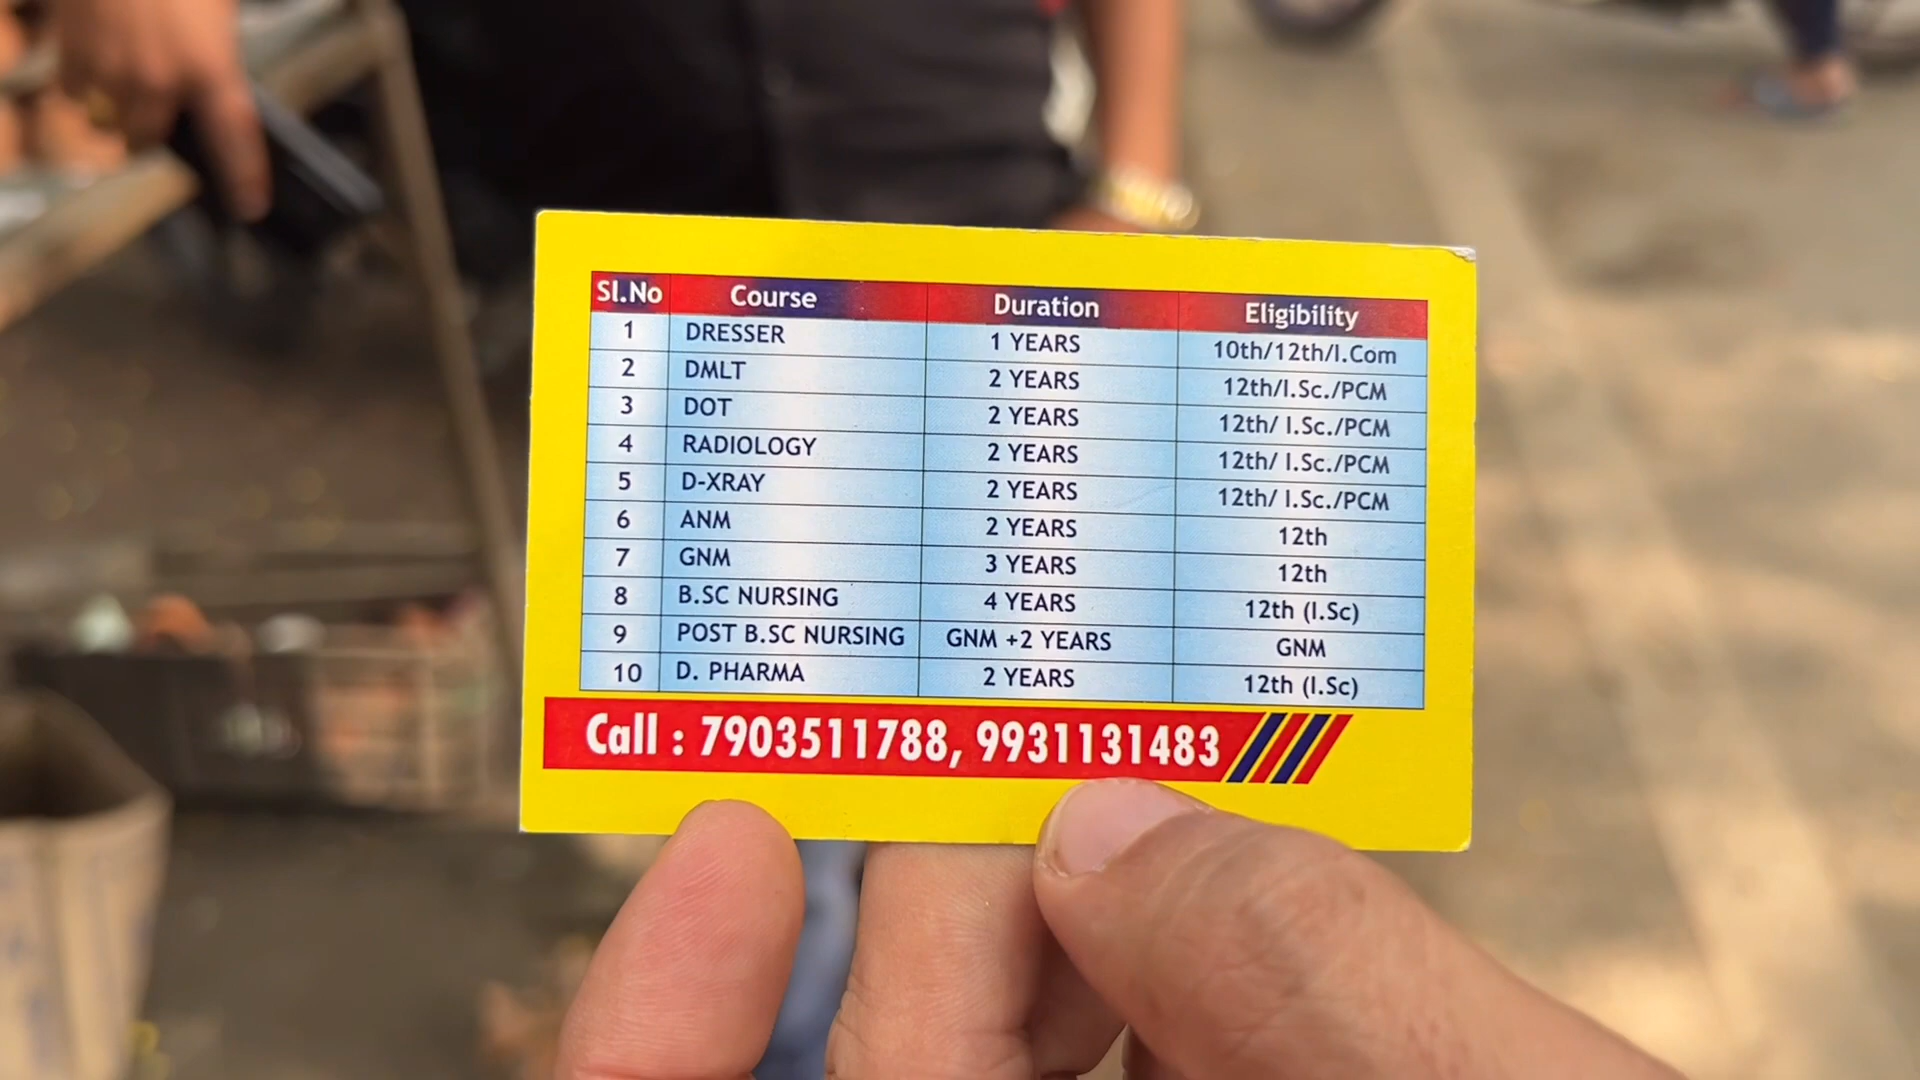 Sl.No Course Duration Eligibility
1 DRESSER 1 YEARS 10th/12th/I.Com
2 DMLT 2 YEARS 12th/I.Sc./PCM
3 DOT 2 YEARS 12th/ I.Sc./PCM
4 RADIOLOGY 2 YEARS 12th/ I.Sc./PCM
5 D-XRAY 2 YEARS 12th/ I.Sc./PCM
6 ANM 2 YEARS 12th
7 GNM 3 YEARS 12th
8 B.SC NURSING 4 YEARS 12th (I.Sc)
9 POST B.SC NURSING GNM +2 YEARS GNM
10 D. PHARMA 2 YEARS 12th (I.Sc)
Call : 7903511788, 9931131483